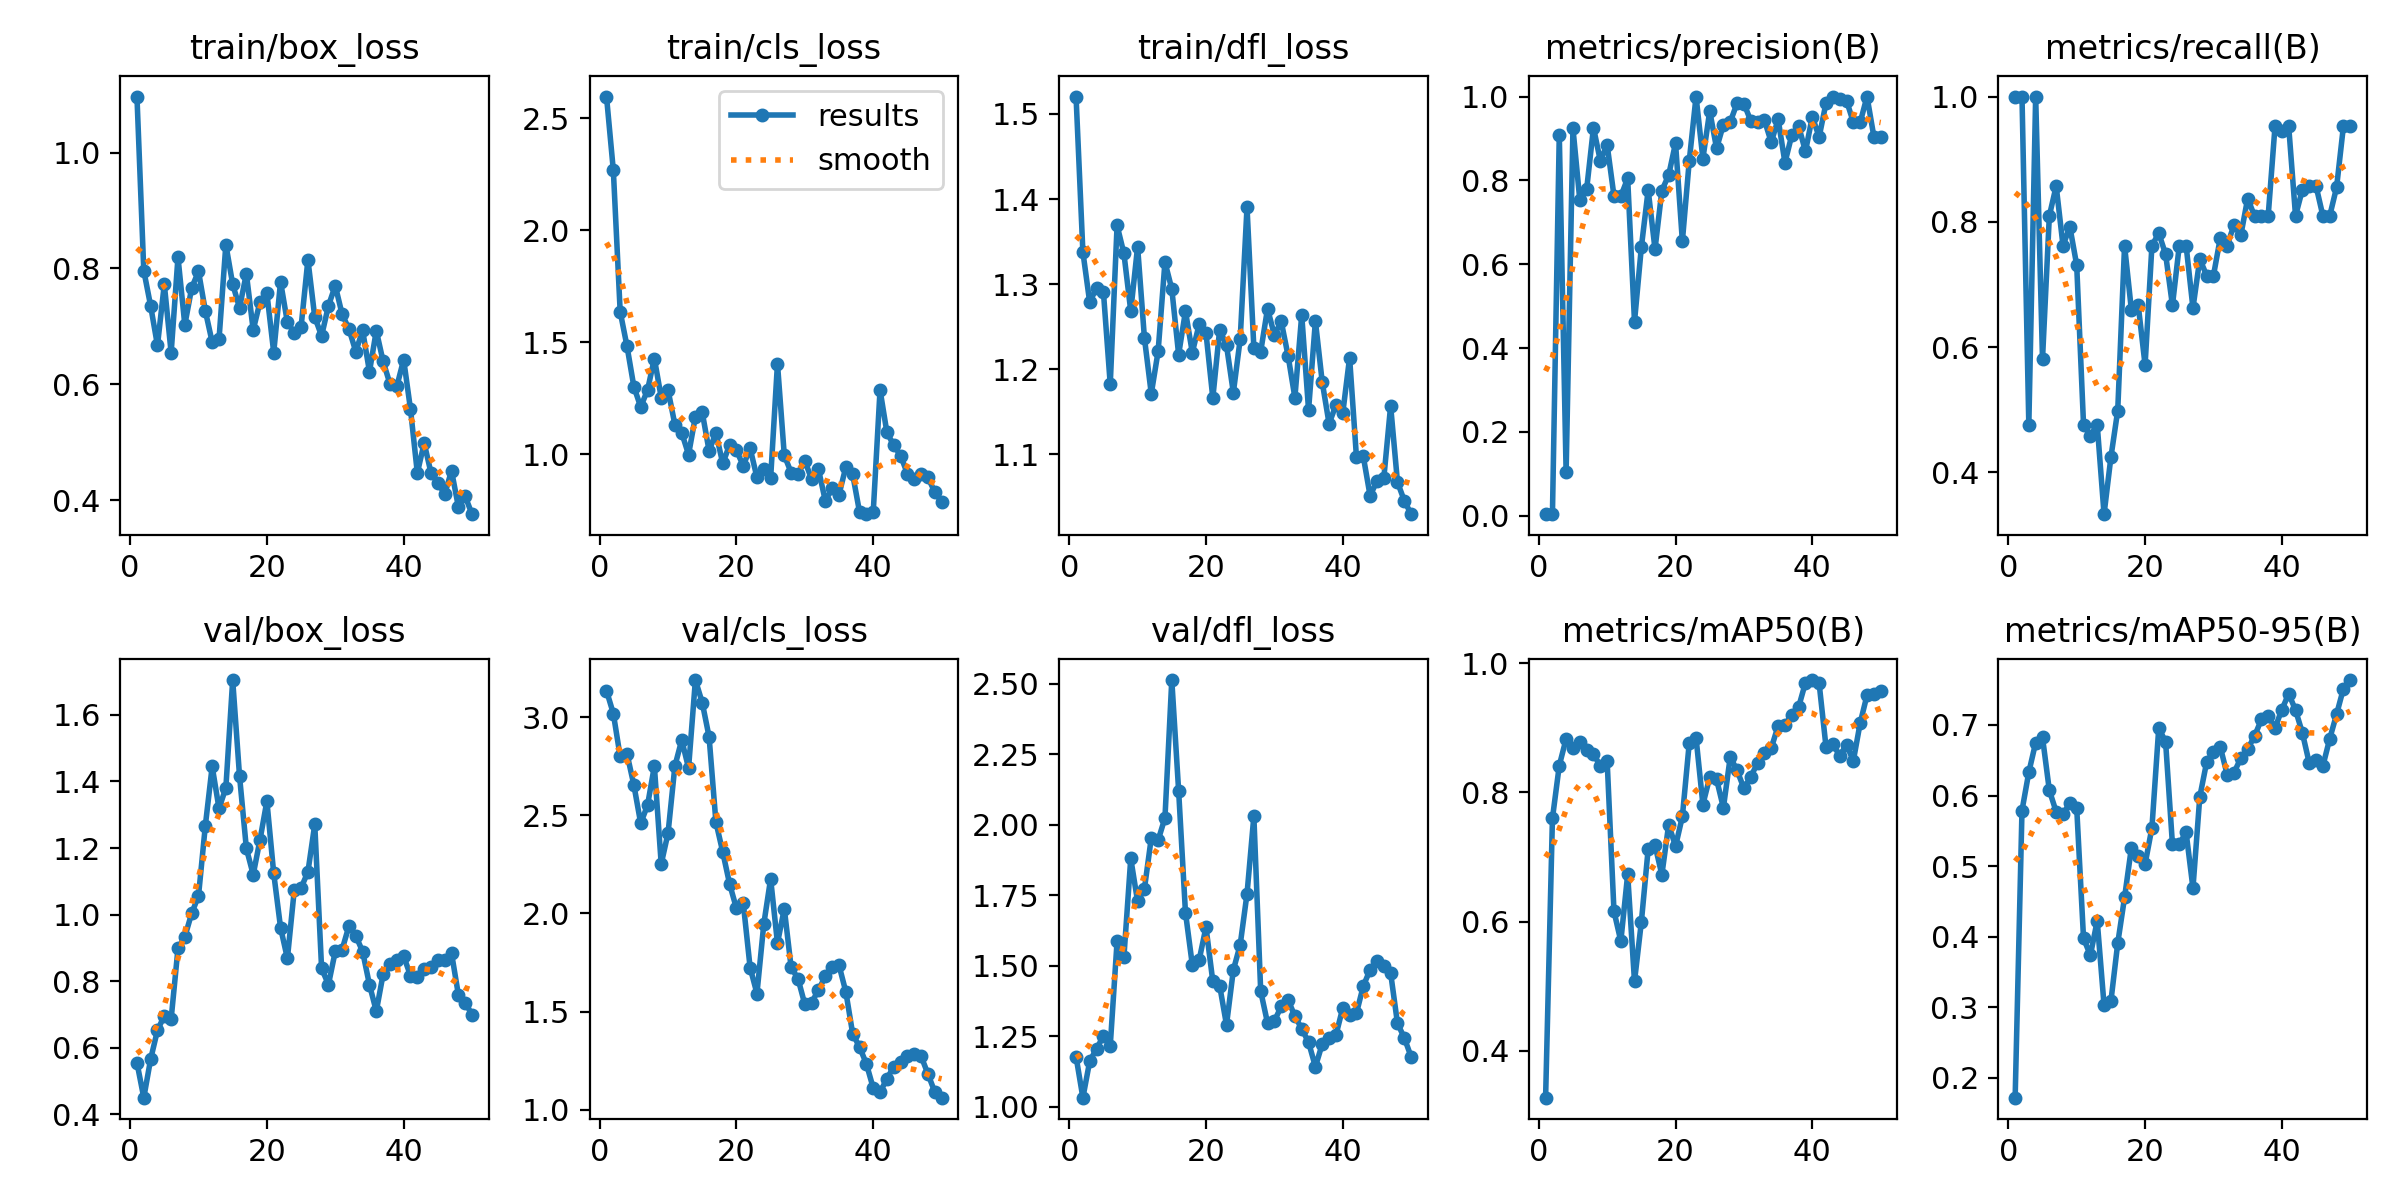 train/box_loss
1.0
0.8
0.6
0.4
0 20 40
train/cls_loss
results
smooth
2.5
2.0
1.5
1.0
0 20 40
train/dfl_loss
1.5
1.4
1.3
1.2
1.1
0 20 40
metrics/precision(B)
1.0
0.8
0.6
0.4
0.2
0.0
0 20 40
metrics/recall(B)
1.0
0.8
0.6
0.4
0 20 40
val/box_loss
1.6
1.4
1.2
1.0
0.8
0.6
0.4
0 20 40
val/cls_loss
3.0
2.5
2.0
1.5
1.0
0 20 40
val/dfl_loss
2.50
2.25
2.00
1.75
1.50
1.25
1.00
0 20 40
metrics/mAP50(B)
1.0
0.8
0.6
0.4
0 20 40
metrics/mAP50-95(B)
0.7
0.6
0.5
0.4
0.3
0.2
0 20 40